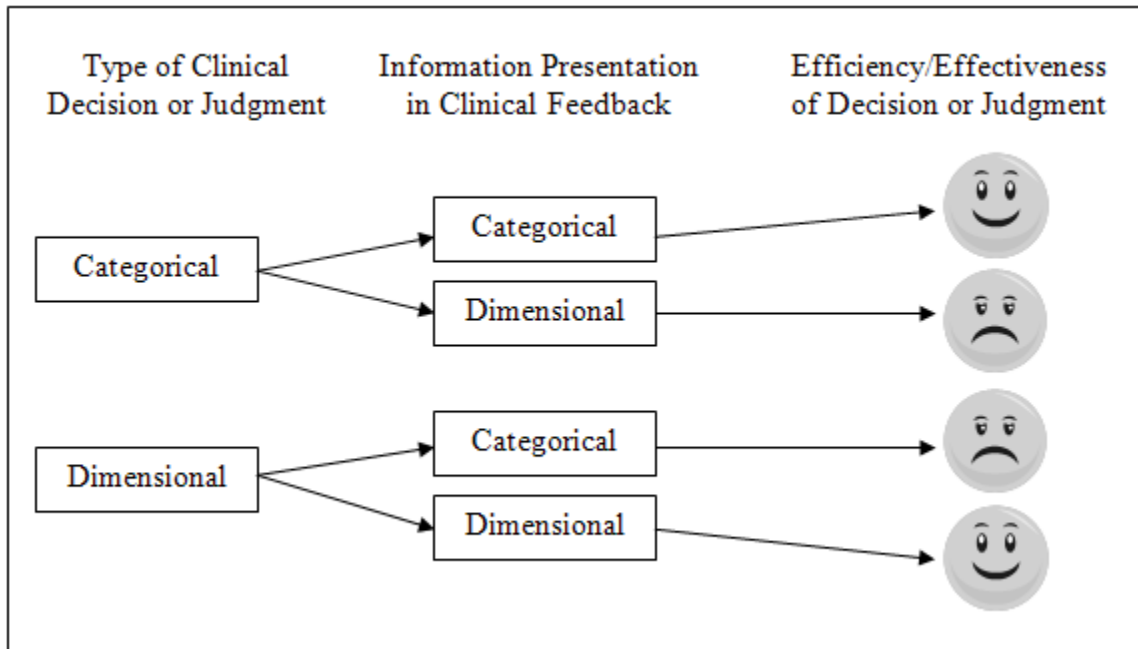 Type of Clinical
Decision or Judgment
Information Presentation
in Clinical Feedback
Efficiency/Effectiveness
of Decision or Judgment
Categorical
Categorical
Dimensional
Dimensional
Categorical
Dimensional